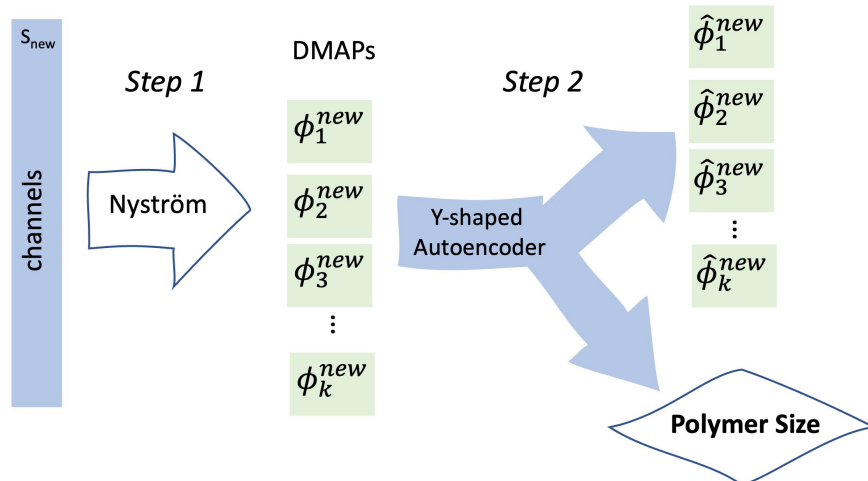 S_new
channels
Step 1
Nyström
DMAPs
ϕ_1^new
ϕ_2^new
ϕ_3^new
⋮
ϕ_k^new
Step 2
Y-shaped
Autoencoder
ϕ̂_1^new
ϕ̂_2^new
ϕ̂_3^new
⋮
ϕ̂_k^new
Polymer Size